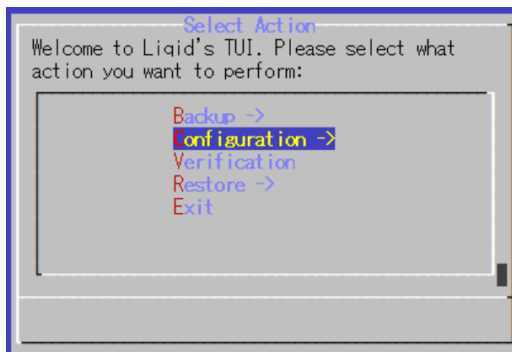 Select Action
Welcome to Liqid's TUI. Please select what
action you want to perform:
Backup ->
Configuration ->
Verification
Restore ->
Exit